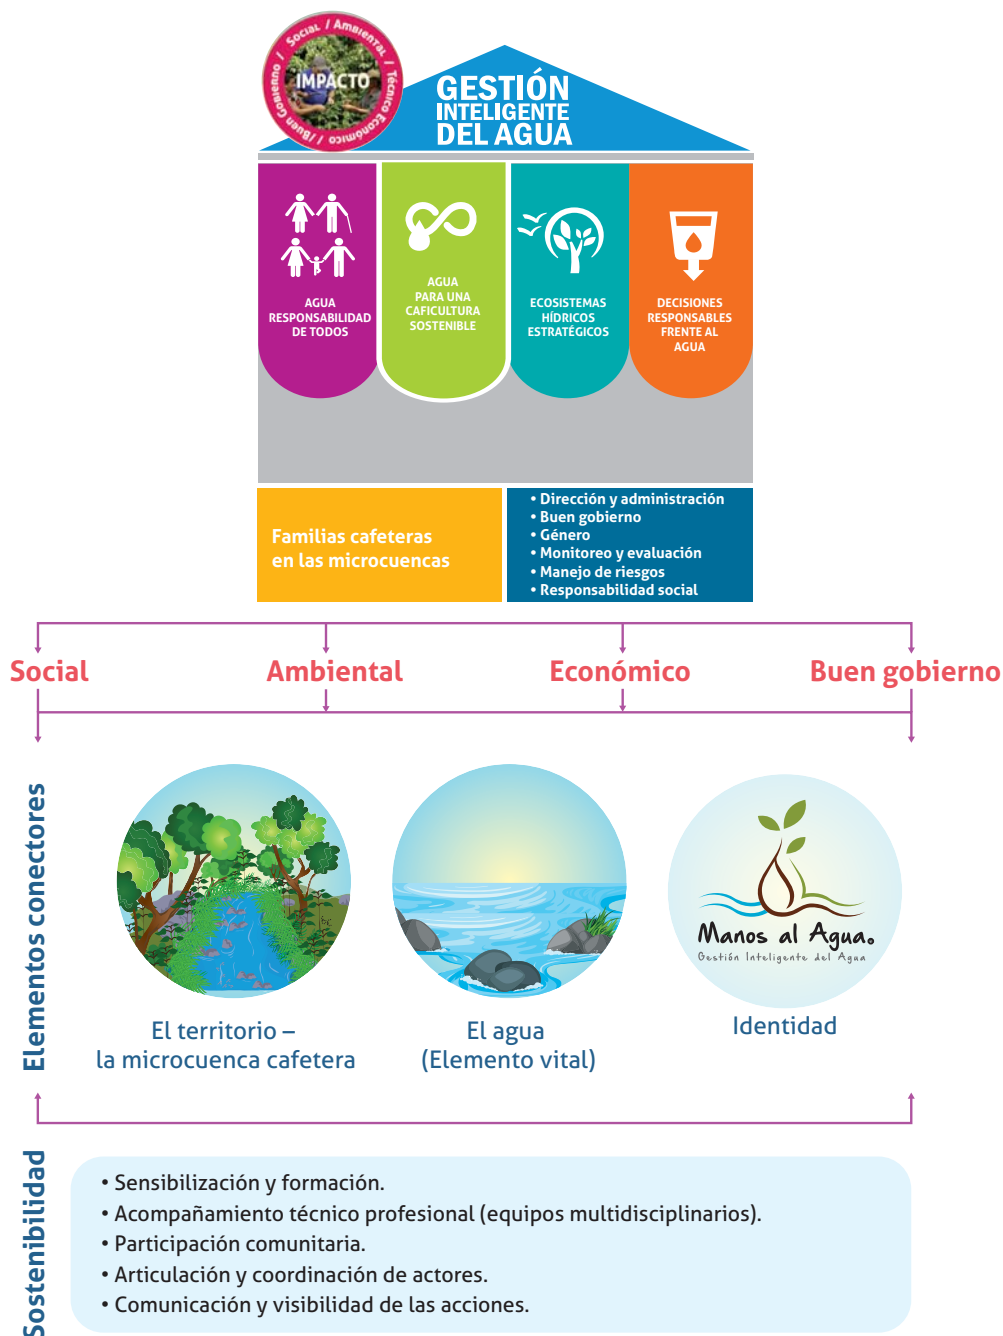 Social / Ambiental / Técnico Económico / /Buen Gobierno /
IMPACTO
GESTIÓN
INTELIGENTE
DEL AGUA
AGUA
RESPONSABILIDAD
DE TODOS
AGUA
PARA UNA
CAFICULTURA
SOSTENIBLE
ECOSISTEMAS
HÍDRICOS
ESTRATÉGICOS
DECISIONES
RESPONSABLES
FRENTE AL
AGUA
Familias cafeteras
en las microcuencas
• Dirección y administración
• Buen gobierno
• Género
• Monitoreo y evaluación
• Manejo de riesgos
• Responsabilidad social
Social
Ambiental
Económico
Buen gobierno
Elementos conectores
Manos al Agua.
Gestión Inteligente del Agua
El territorio –
la microcuenca cafetera
El agua
(Elemento vital)
Identidad
Sostenibilidad
• Sensibilización y formación.
• Acompañamiento técnico profesional (equipos multidisciplinarios).
• Participación comunitaria.
• Articulación y coordinación de actores.
• Comunicación y visibilidad de las acciones.